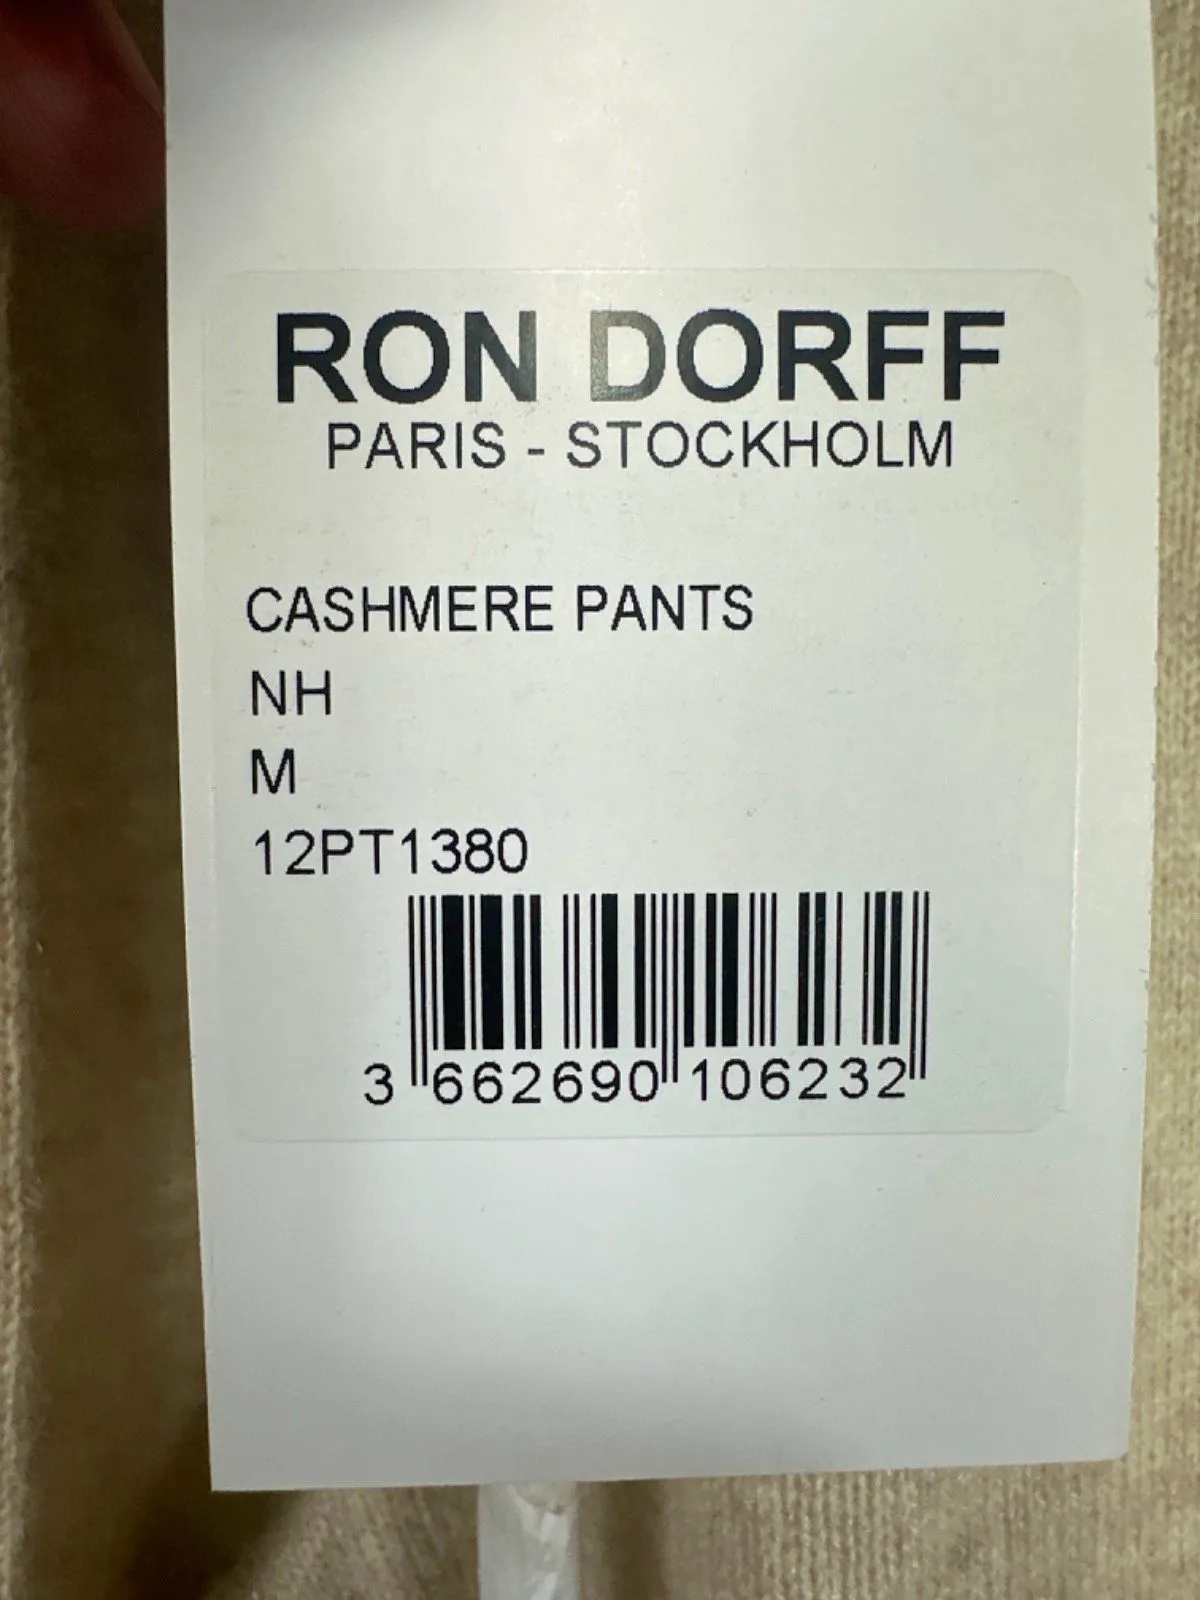 RON DORFF
PARIS - STOCKHOLM
CASHMERE PANTS
NH
M
12PT1380
3 662690 106232